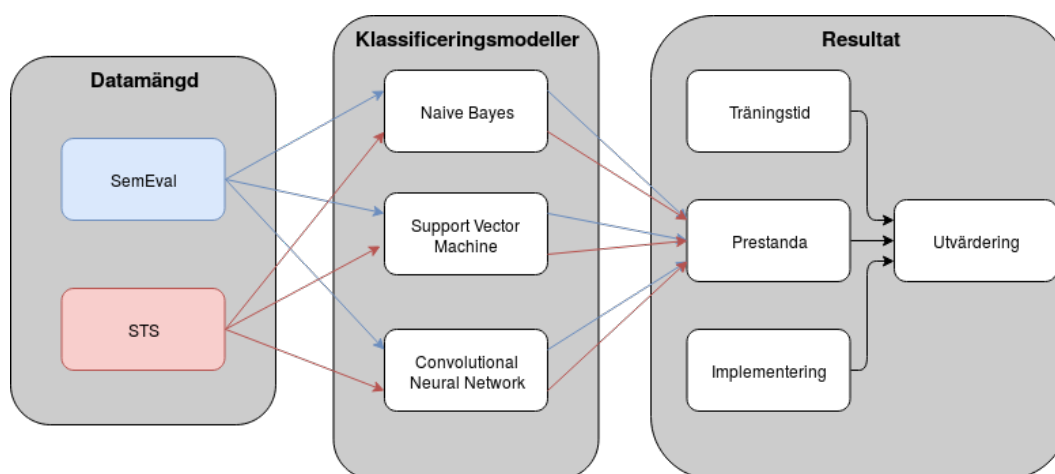 Datamängd
SemEval
STS
Klassificeringsmodeller
Naive Bayes
Support Vector
Machine
Convolutional
Neural Network
Resultat
Träningstid
Prestanda
Implementering
Utvärdering